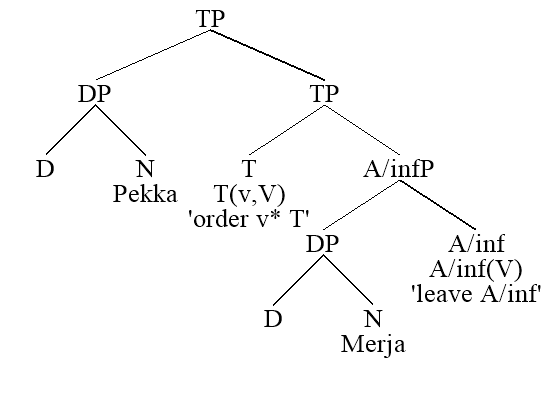 TP
DP TP
D N T A/infP
Pekka T(v,V)
'order v* T'
DP A/inf
A/inf(V)
'leave A/inf'
D N
Merja